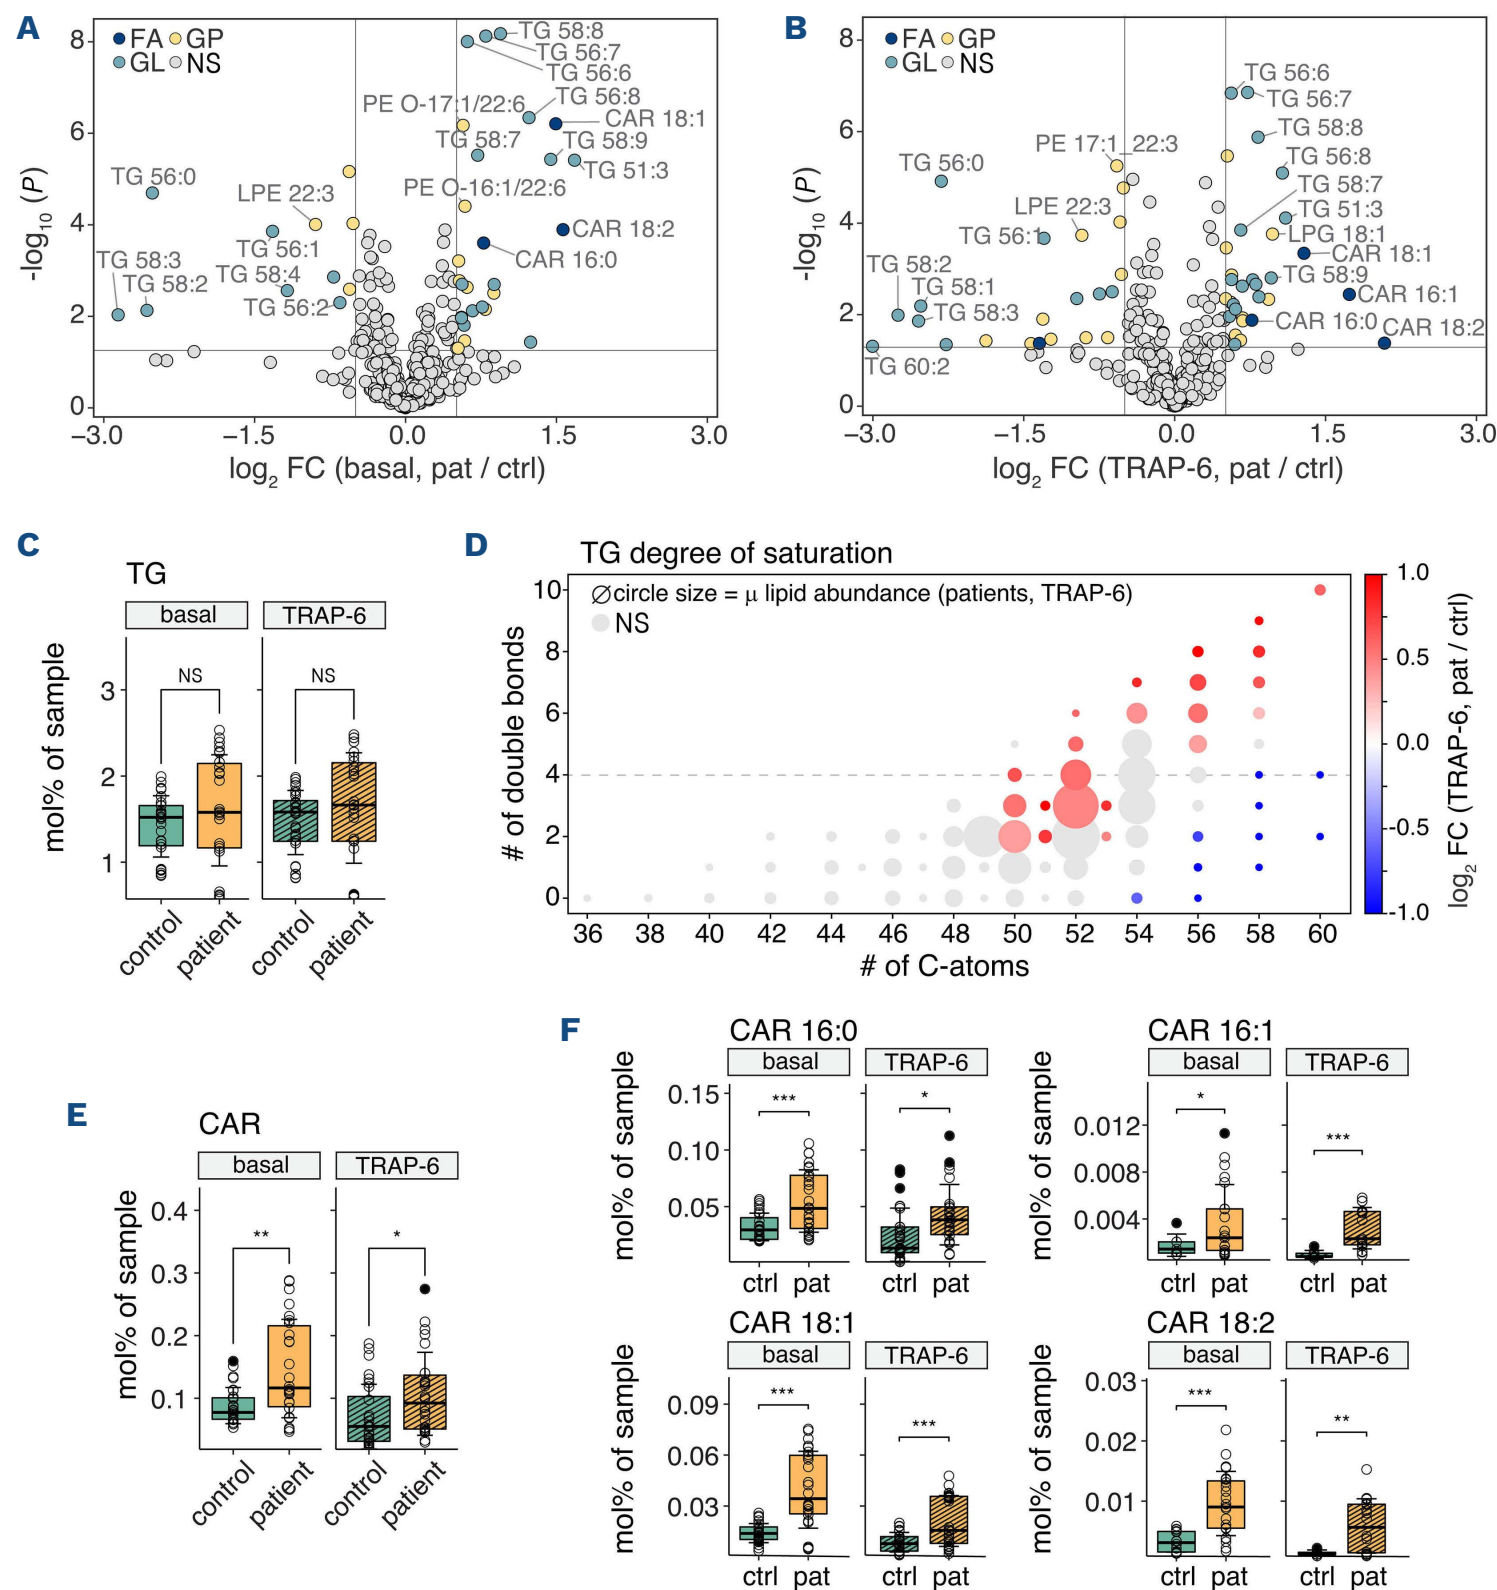 A
FA GP
GL NS
TG 58:8
TG 56:7
TG 56:6
TG 56:8
PE O-17:1/22:6
CAR 18:1
TG 58:7
TG 58:9
TG 51:3
TG 56:0
LPE 22:3
PE O-16:1/22:6
CAR 18:2
TG 56:1
CAR 16:0
TG 58:3
TG 58:2
TG 58:4
TG 56:2
8
6
4
2
0
-log10 (P)
−3.0 −1.5 0.0 1.5 3.0
log2 FC (basal, pat / ctrl)
B
FA GP
GL NS
TG 56:6
TG 56:7
TG 58:8
PE 17:1_22:3
TG 56:8
TG 56:0
TG 58:7
LPE 22:3
TG 51:3
TG 56:1
LPG 18:1
CAR 18:1
TG 58:2
TG 58:9
TG 58:1
CAR 16:1
TG 58:3
CAR 16:0
CAR 18:2
TG 60:2
8
6
4
2
0
-log10 (P)
−3.0 −1.5 0.0 1.5 3.0
log2 FC (TRAP-6, pat / ctrl)
C
TG
basal TRAP-6
NS NS
3
2
1
mol% of sample
control patient control patient
D
TG degree of saturation
⌀ circle size = μ lipid abundance (patients, TRAP-6)
NS
10
8
6
4
2
0
# of double bonds
36 38 40 42 44 46 48 50 52 54 56 58 60
# of C-atoms
1.0
0.5
0.0
-0.5
-1.0
log2 FC (TRAP-6, pat / ctrl)
E
CAR
basal TRAP-6
** *
0.4
0.3
0.2
0.1
mol% of sample
control patient control patient
F
CAR 16:0
basal TRAP-6
*** *
0.15
0.10
0.05
mol% of sample
ctrl pat ctrl pat
CAR 16:1
basal TRAP-6
* ***
0.012
0.008
0.004
mol% of sample
ctrl pat ctrl pat
CAR 18:1
basal TRAP-6
*** ***
0.09
0.06
0.03
mol% of sample
ctrl pat ctrl pat
CAR 18:2
basal TRAP-6
*** **
0.03
0.02
0.01
mol% of sample
ctrl pat ctrl pat